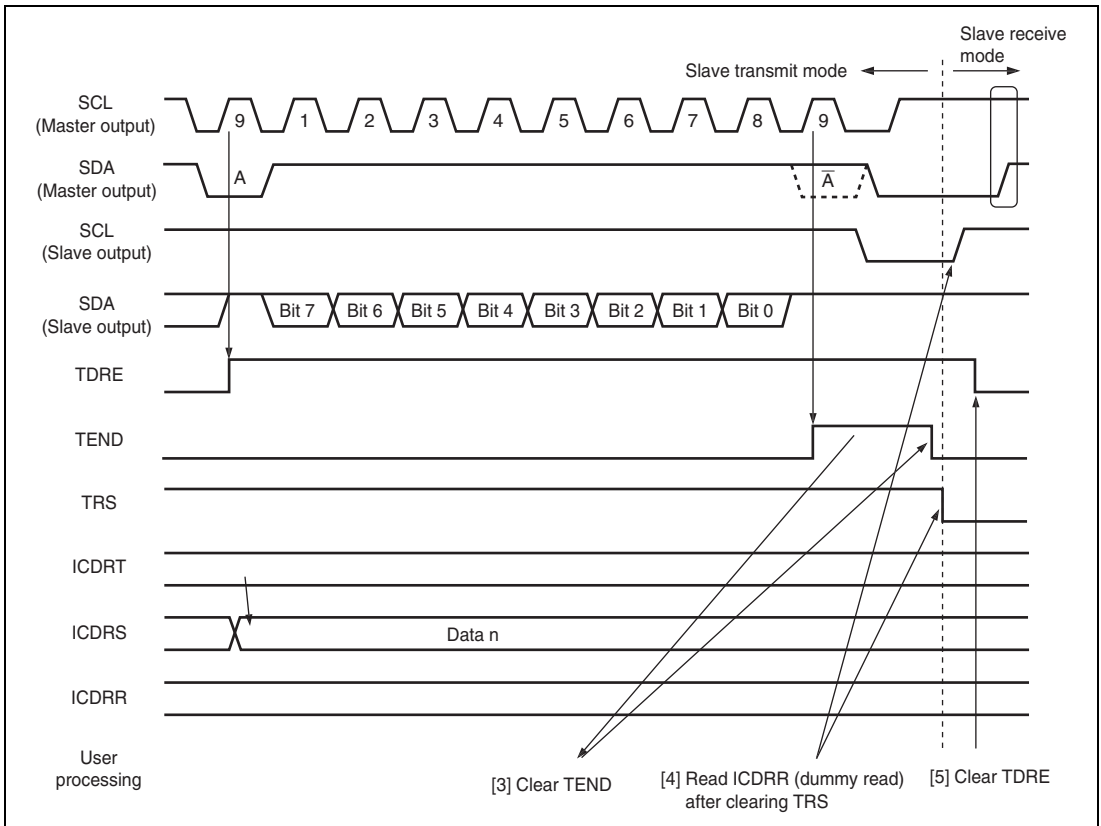 Slave receive
mode
Slave transmit mode
SCL
(Master output)
9 1 2 3 4 5 6 7 8 9
SDA
(Master output)
A A̅
SCL
(Slave output)
SDA
(Slave output)
Bit 7 Bit 6 Bit 5 Bit 4 Bit 3 Bit 2 Bit 1 Bit 0
TDRE
TEND
TRS
ICDRT
ICDRS
Data n
ICDRR
User
processing
[3] Clear TEND
[4] Read ICDRR (dummy read)
after clearing TRS
[5] Clear TDRE